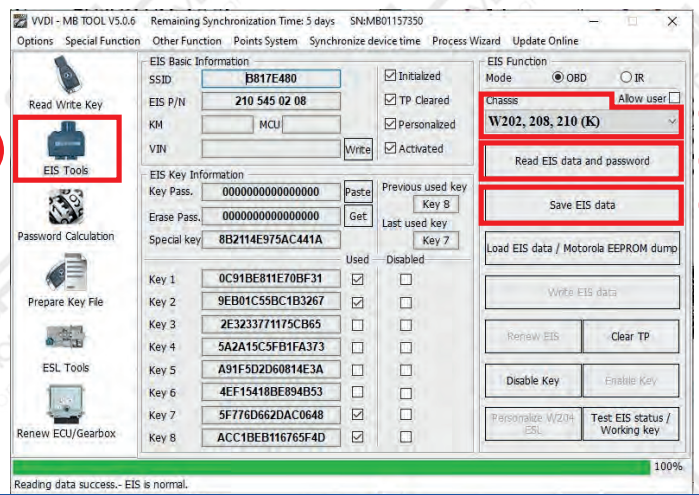 VVDI - MB TOOL V5.0.6 Remaining Synchronization Time: 5 days SN:MB01157350
Options Special Function Other Function Points System Synchronize device time Process Wizard Update Online
Read Write Key
EIS Tools
Password Calculation
Prepare Key File
ESL Tools
Renew ECU/Gearbox
EIS Basic Information
SSID B817E480 Initialized
EIS P/N 210 545 02 08 TP Cleared
KM MCU Personalized
VIN Write Activated
EIS Key Information
Key Pass. 0000000000000000 Paste
Erase Pass. 0000000000000000 Get
Special key 8B2114E975AC441A
Previous used key
Key 8
Last used key
Key 7
Used Disabled
Key 1 0C91BE811E70BF31
Key 2 9EB01C55BC1B3267
Key 3 2E3233771175CB65
Key 4 5A2A15C5FB1FA373
Key 5 A91F5D2D60814E3A
Key 6 4EF15418BE894B53
Key 7 5F776D662DAC0648
Key 8 ACC1BEB116765F4D
EIS Function
Mode OBD IR
Chassis Allow user
W202, 208, 210 (K)
Read EIS data and password
Save EIS data
Load EIS data / Motorola EEPROM dump
Write EIS data
Renew EIS Clear TP
Disable Key Enable Key
Personalize W204 ESL
Test EIS status / Working key
100%
Reading data success.- EIS is normal.